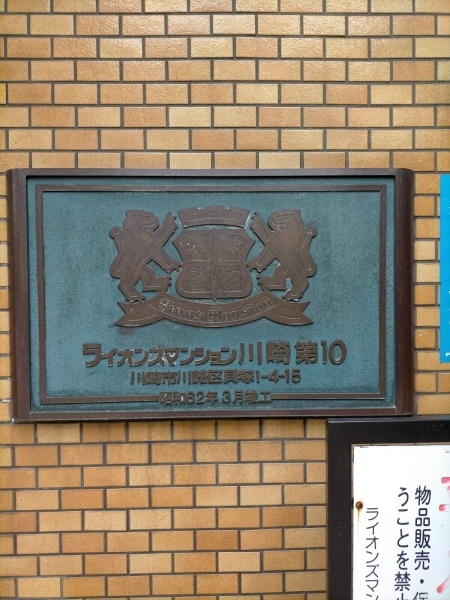 Lions Mansion
ライオンズマンション川崎第10
川崎市川崎区貝塚1-4-15
昭和62年3月竣工
物品販売・
うことを禁
ライオンズマン